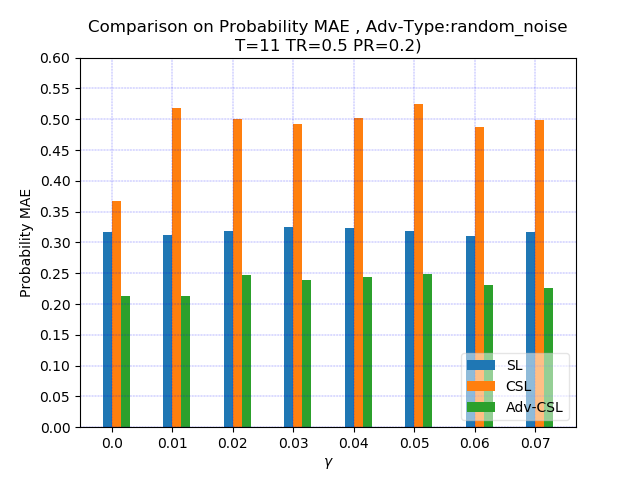 Comparison on Probability MAE , Adv-Type:random_noise
T=11 TR=0.5 PR=0.2)
0.60
0.55
0.50
0.45
0.40
0.35
0.30
0.25
0.20
0.15
0.10
0.05
0.00
Probability MAE
SL
CSL
Adv-CSL
0.0 0.01 0.02 0.03 0.04 0.05 0.06 0.07
γ